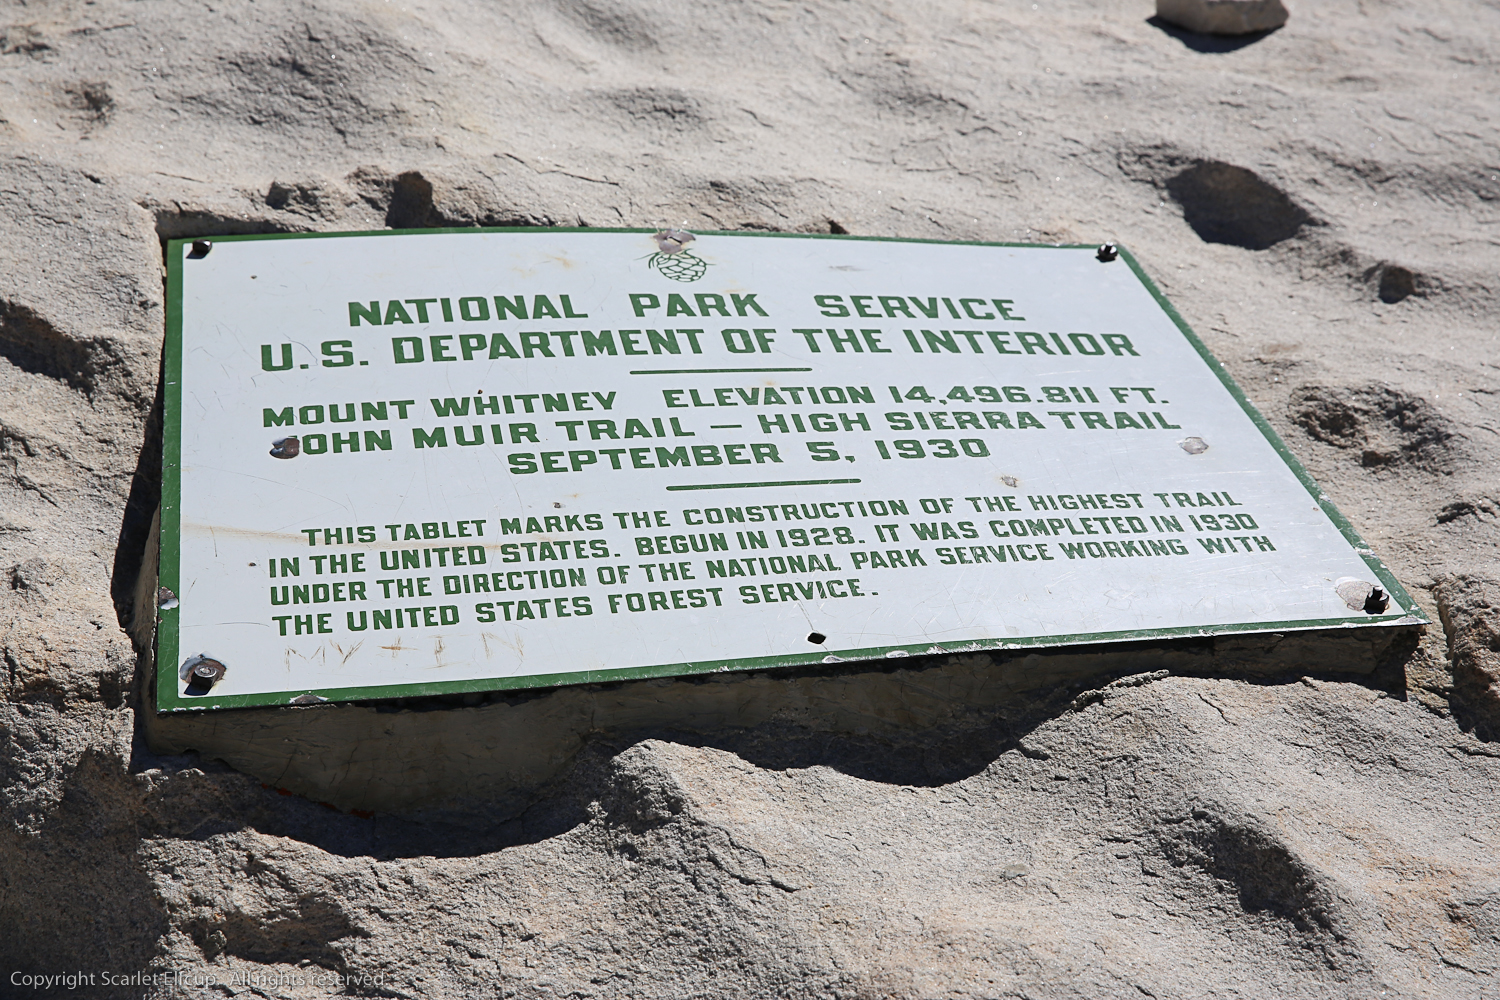 NATIONAL PARK SERVICE
U.S. DEPARTMENT OF THE INTERIOR
MOUNT WHITNEY ELEVATION 14,496.811 FT.
JOHN MUIR TRAIL — HIGH SIERRA TRAIL
SEPTEMBER 5, 1930
THIS TABLET MARKS THE CONSTRUCTION OF THE HIGHEST TRAIL
IN THE UNITED STATES. BEGUN IN 1928. IT WAS COMPLETED IN 1930
UNDER THE DIRECTION OF THE NATIONAL PARK SERVICE WORKING WITH
THE UNITED STATES FOREST SERVICE.
Copyright Scarlet Elfcup. All rights reserved